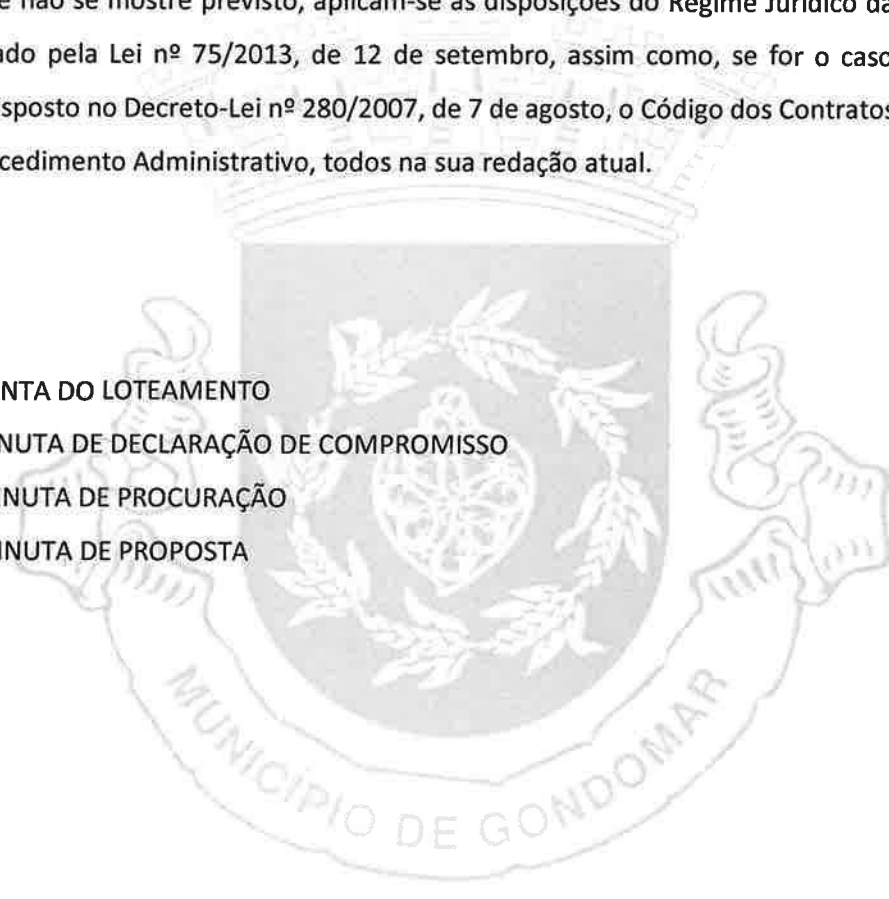 não se mostre previsto, aplicam-se as disposições do Regime Jurídico da
ado pela Lei nº 75/2013, de 12 de setembro, assim como, se for o caso
sposto no Decreto-Lei nº 280/2007, de 7 de agosto, o Código dos Contratos
cedimento Administrativo, todos na sua redação atual.
NTA DO LOTEAMENTO
NUTA DE DECLARAÇÃO DE COMPROMISSO
NUTA DE PROCURAÇÃO
INUTA DE PROPOSTA
MUNICÍPIO DE GONDOMAR